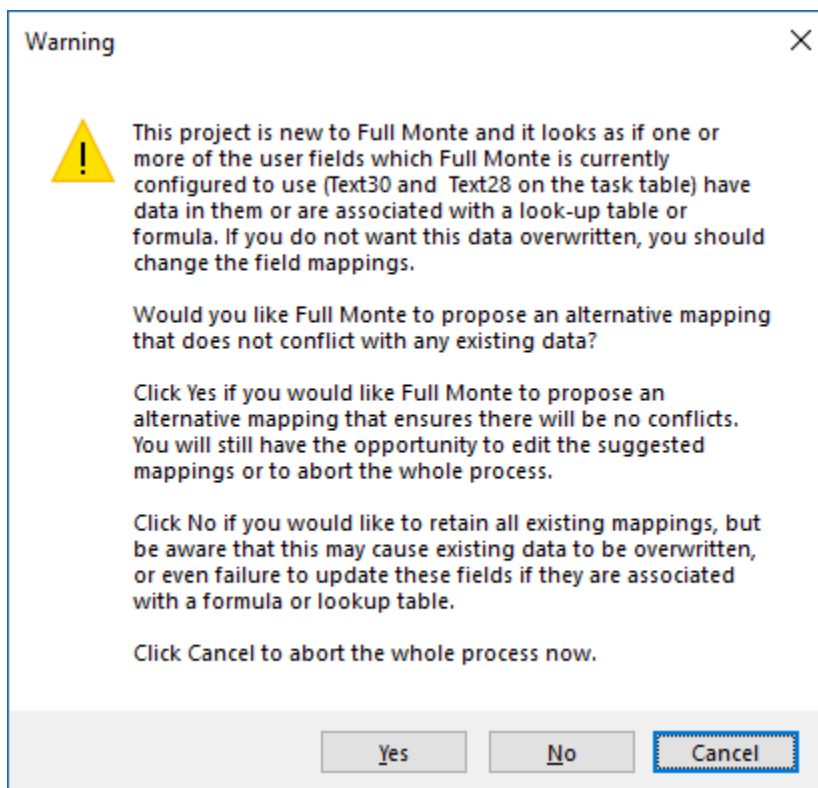 Warning
This project is new to Full Monte and it looks as if one or
more of the user fields which Full Monte is currently
configured to use (Text30 and  Text28 on the task table) have
data in them or are associated with a look-up table or
formula. If you do not want this data overwritten, you should
change the field mappings.
Would you like Full Monte to propose an alternative mapping
that does not conflict with any existing data?
Click Yes if you would like Full Monte to propose an
alternative mapping that ensures there will be no conflicts.
You will still have the opportunity to edit the suggested
mappings or to abort the whole process.
Click No if you would like to retain all existing mappings, but
be aware that this may cause existing data to be overwritten,
or even failure to update these fields if they are associated
with a formula or lookup table.
Click Cancel to abort the whole process now.
Yes
No
Cancel